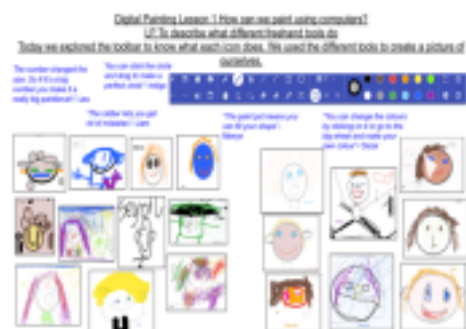 Digital Painting Lesson 1 How can we paint using computers?
LF To describe what different freehand tools do
Today we explored the toolbar to know what each icon does. We used the different tools to create a picture of
ourselves.
"You can click the circle
and drag to make a
perfect circle"
The number changed the
size. So if it's a big
number you make it a
really big paintbrush"
"The rubber lets you get
rid of mistakes"
"The paint pot means you
can fill your shape"-
"You can change the colours
by clicking on it or go to the
big wheel and make your
own colour"- Oscar